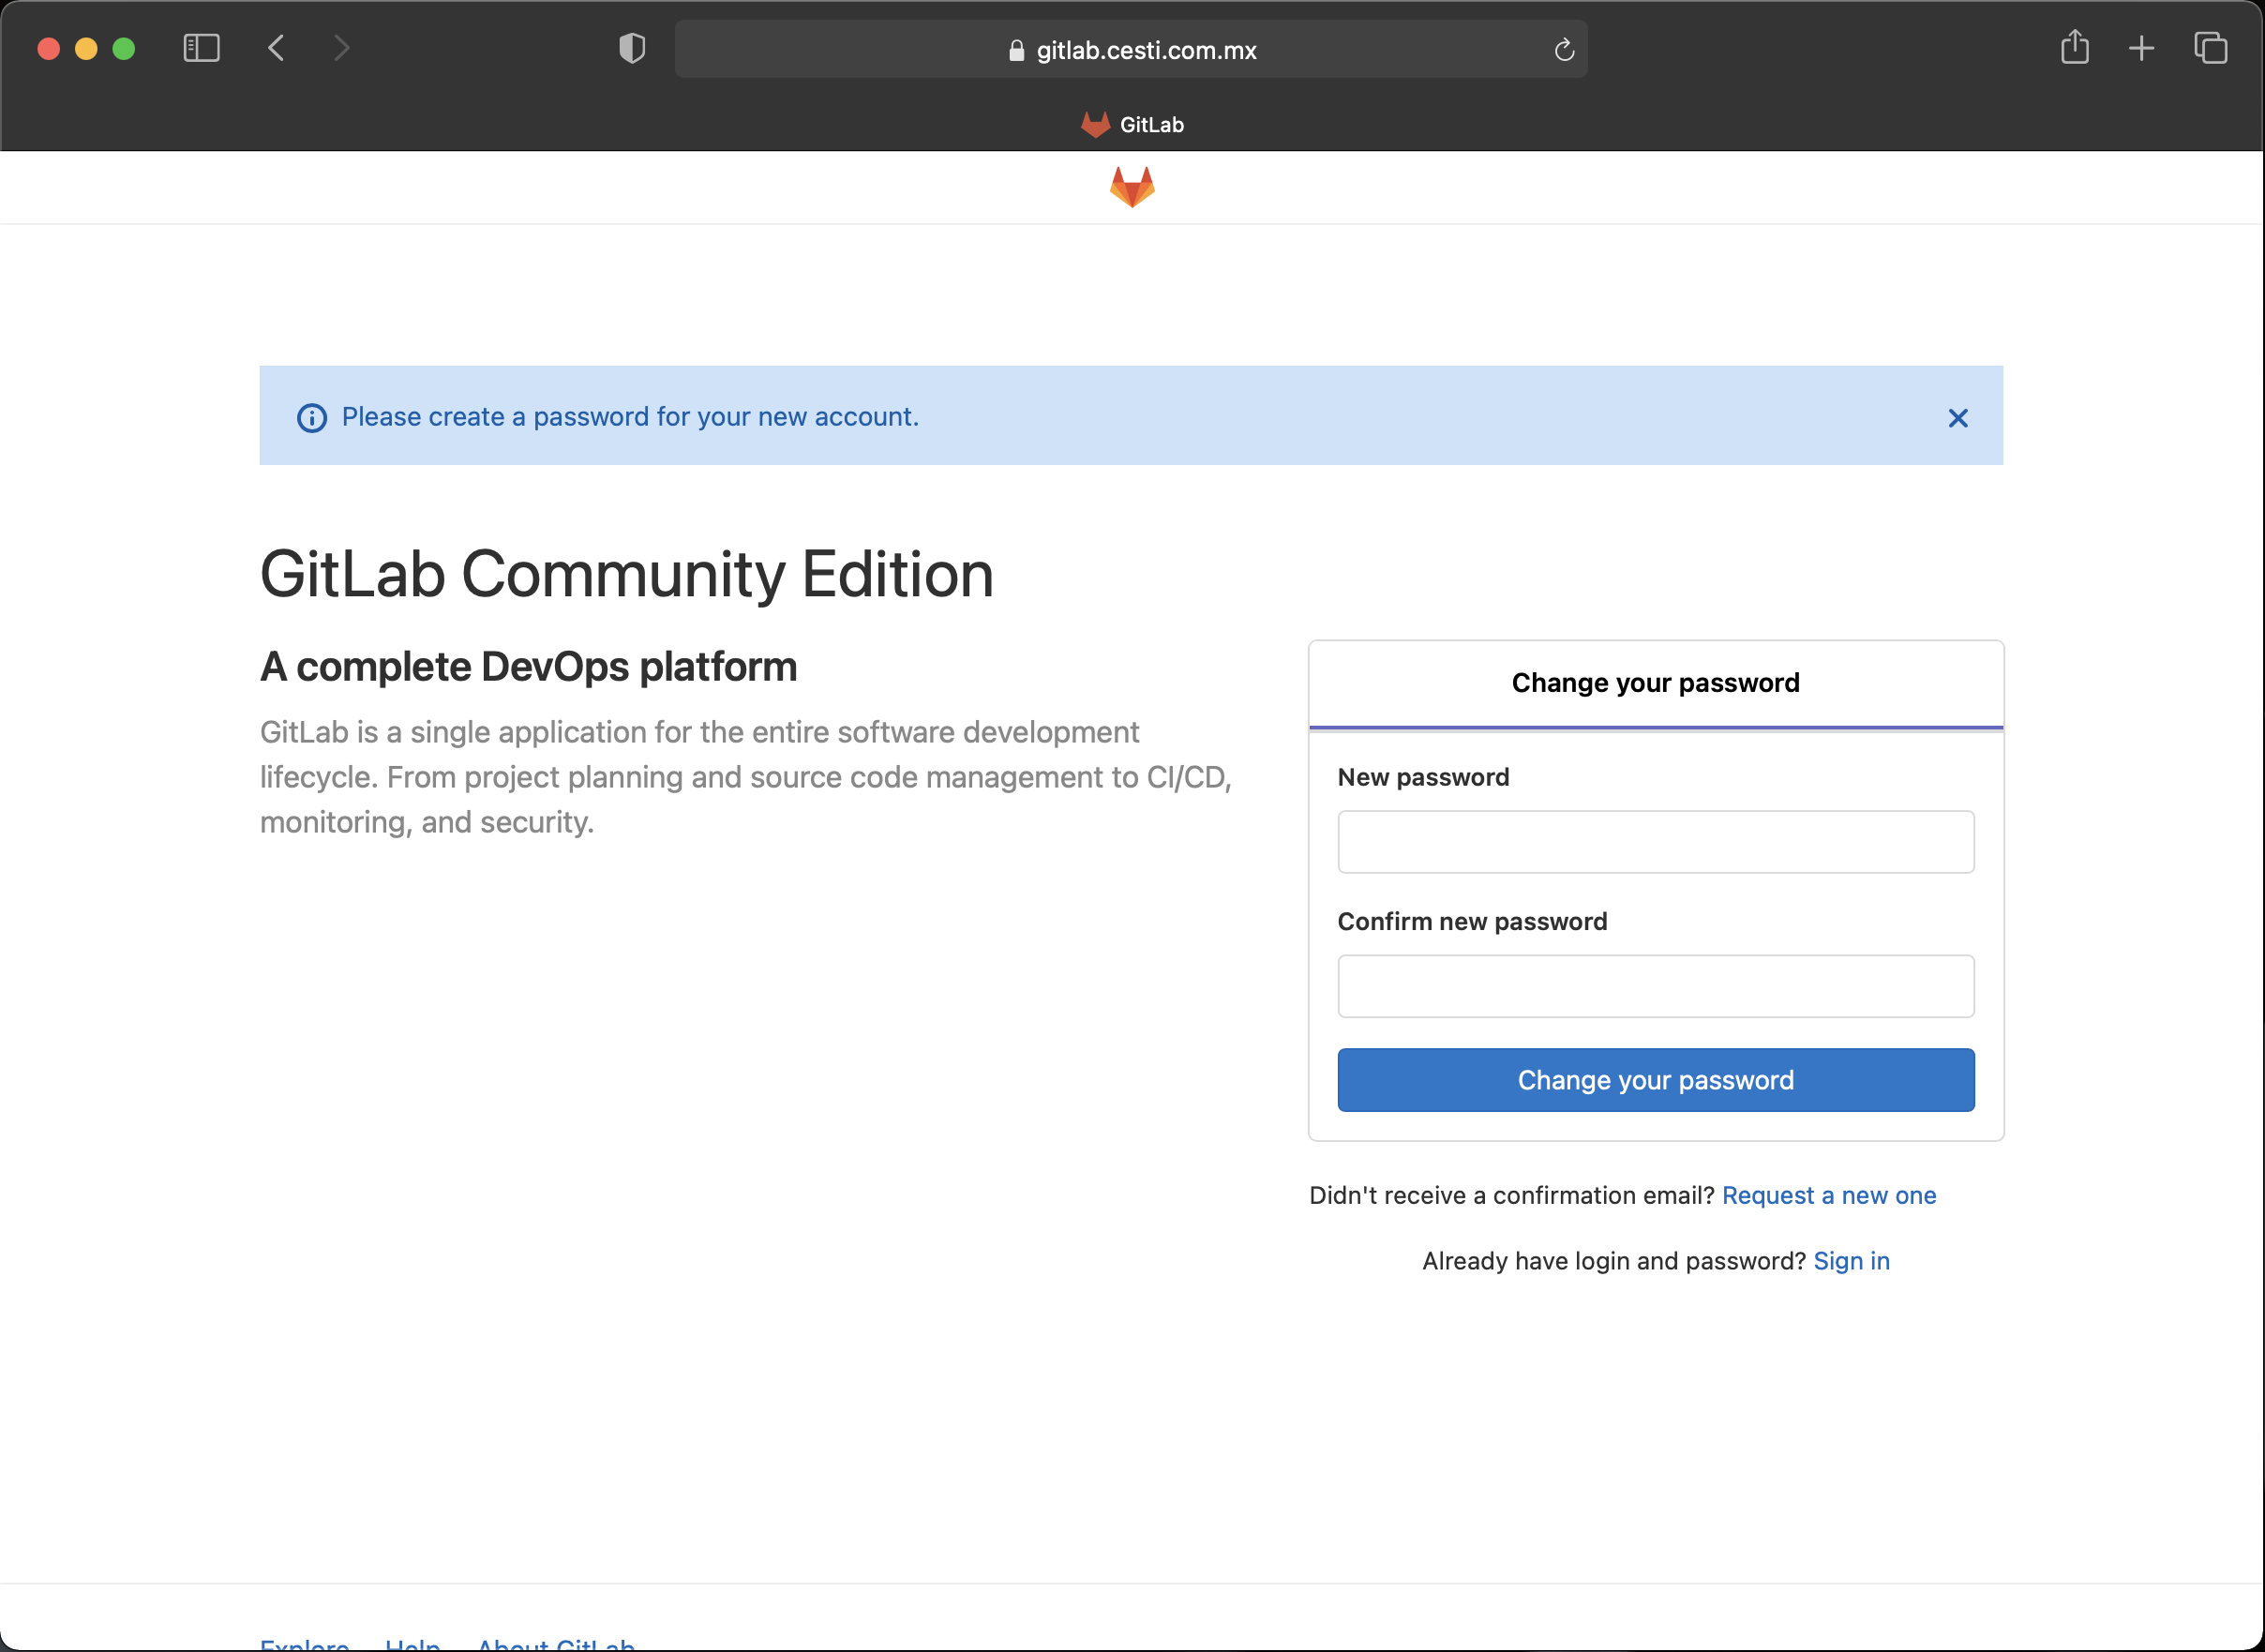 gitlab.cesti.com.mx
GitLab
Please create a password for your new account.
GitLab Community Edition
A complete DevOps platform
GitLab is a single application for the entire software development
lifecycle. From project planning and source code management to CI/CD,
monitoring, and security.
Change your password
New password
Confirm new password
Change your password
Didn't receive a confirmation email? Request a new one
Already have login and password? Sign in
Explore Help About GitLab